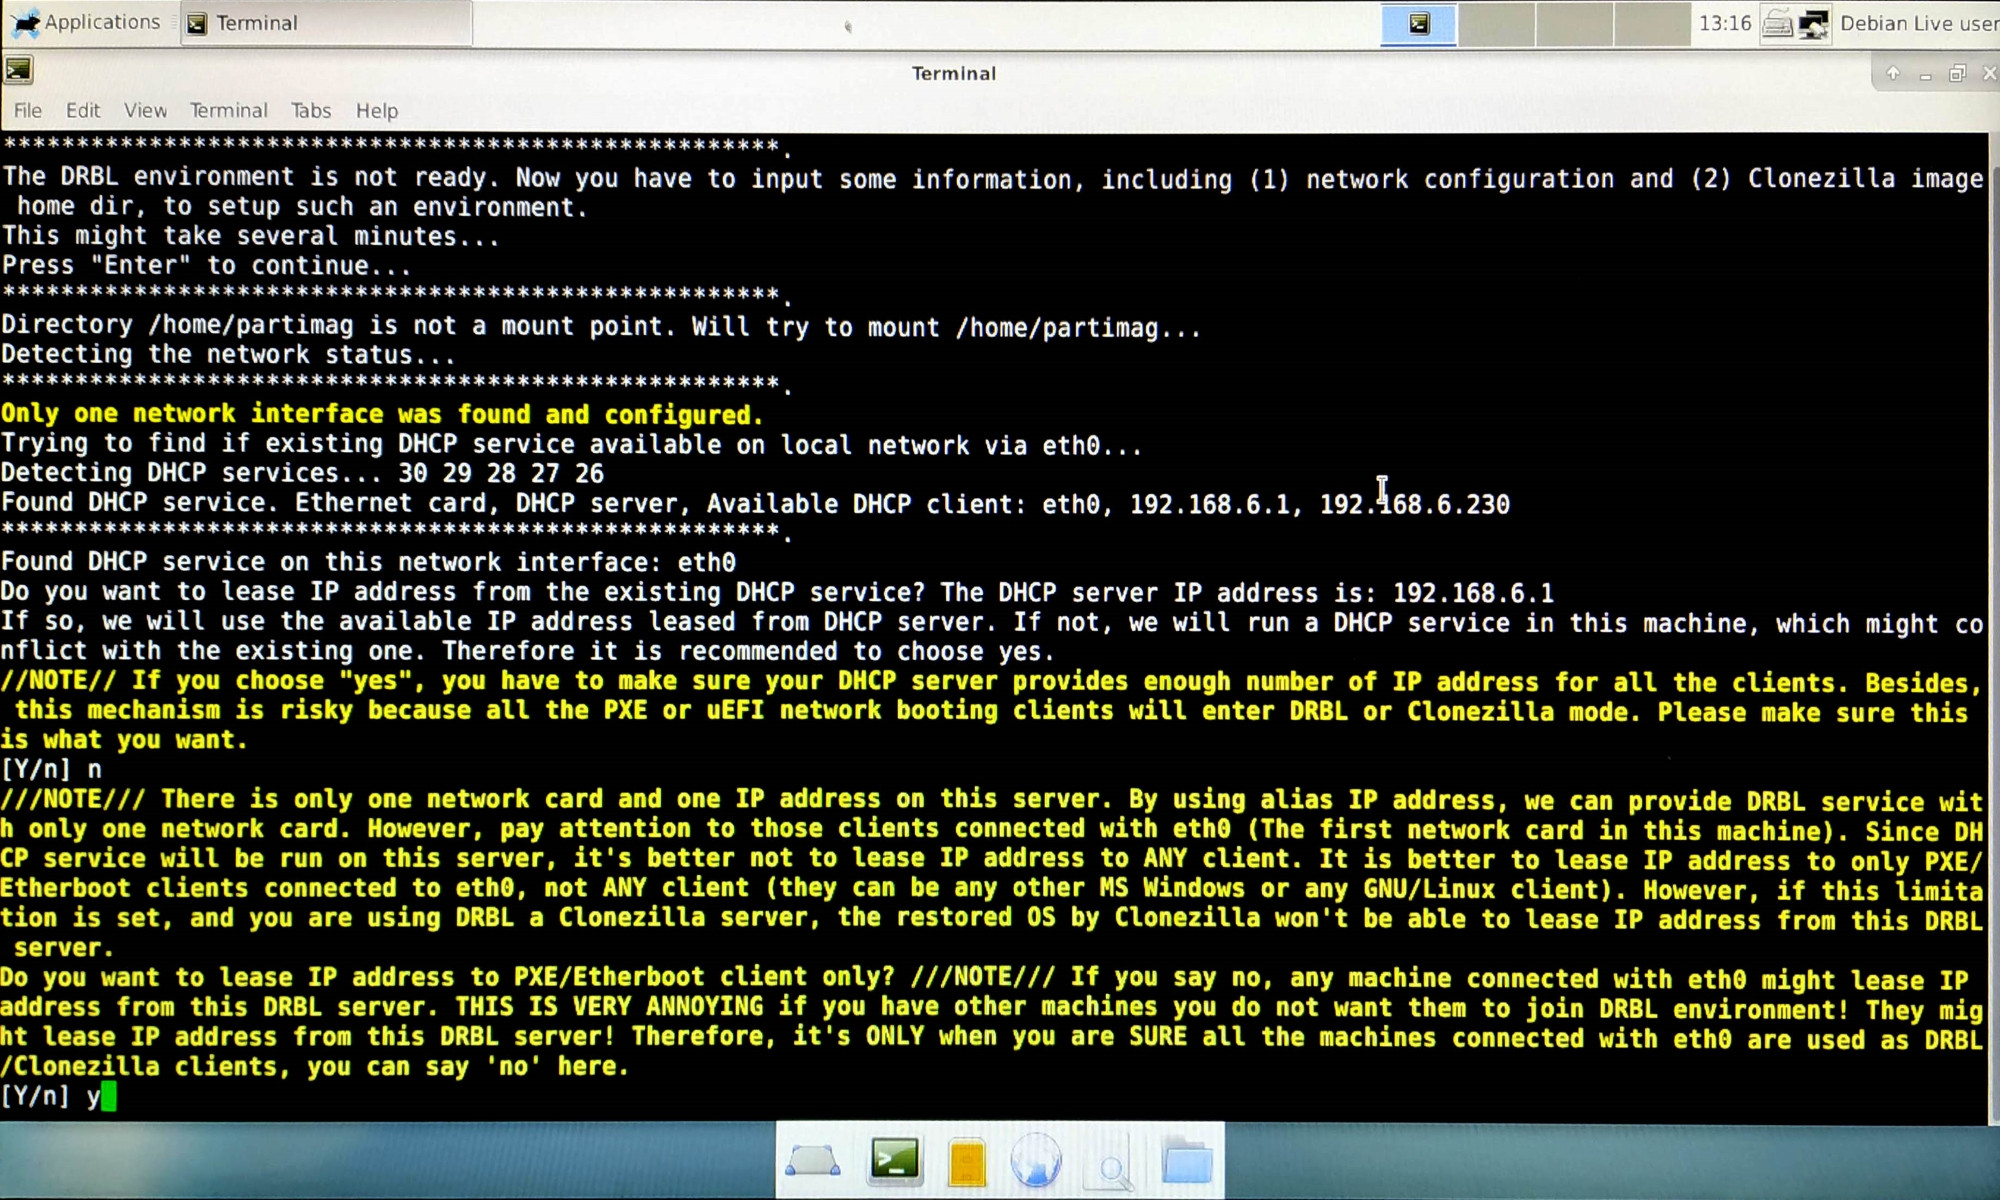 Applications
Terminal
13:16
Debian Live user
Terminal
File Edit View Terminal Tabs Help
*****************************************************.
The DRBL environment is not ready. Now you have to input some information, including (1) network configuration and (2) Clonezilla image
home dir, to setup such an environment.
This might take several minutes...
Press "Enter" to continue...
*****************************************************.
Directory /home/partimag is not a mount point. Will try to mount /home/partimag...
Detecting the network status...
*****************************************************.
Only one network interface was found and configured.
Trying to find if existing DHCP service available on local network via eth0...
Detecting DHCP services... 30 29 28 27 26
Found DHCP service. Ethernet card, DHCP server, Available DHCP client: eth0, 192.168.6.1, 192.168.6.230
*****************************************************.
Found DHCP service on this network interface: eth0
Do you want to lease IP address from the existing DHCP service? The DHCP server IP address is: 192.168.6.1
If so, we will use the available IP address leased from DHCP server. If not, we will run a DHCP service in this machine, which might co
nflict with the existing one. Therefore it is recommended to choose yes.
//NOTE// If you choose "yes", you have to make sure your DHCP server provides enough number of IP address for all the clients. Besides,
this mechanism is risky because all the PXE or uEFI network booting clients will enter DRBL or Clonezilla mode. Please make sure this
is what you want.
[Y/n] n
///NOTE/// There is only one network card and one IP address on this server. By using alias IP address, we can provide DRBL service wit
h only one network card. However, pay attention to those clients connected with eth0 (The first network card in this machine). Since DH
CP service will be run on this server, it's better not to lease IP address to ANY client. It is better to lease IP address to only PXE/
Etherboot clients connected to eth0, not ANY client (they can be any other MS Windows or any GNU/Linux client). However, if this limita
tion is set, and you are using DRBL a Clonezilla server, the restored OS by Clonezilla won't be able to lease IP address from this DRBL
server.
Do you want to lease IP address to PXE/Etherboot client only? ///NOTE/// If you say no, any machine connected with eth0 might lease IP
address from this DRBL server. THIS IS VERY ANNOYING if you have other machines you do not want them to join DRBL environment! They mig
ht lease IP address from this DRBL server! Therefore, it's ONLY when you are SURE all the machines connected with eth0 are used as DRBL
/Clonezilla clients, you can say 'no' here.
[Y/n] y